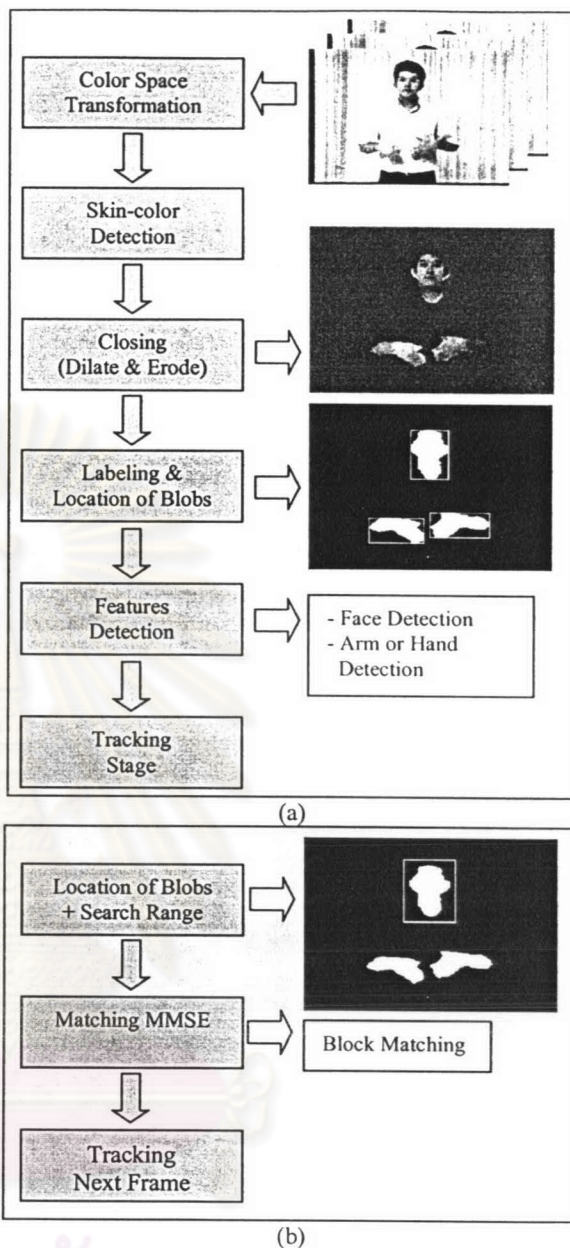 Color Space
Transformation
Skin-color
Detection
Closing
(Dilate & Erode)
Labeling &
Location of Blobs
Features
Detection
- Face Detection
- Arm or Hand
Detection
Tracking
Stage
(a)
Location of Blobs
+ Search Range
Matching MMSE
Block Matching
Tracking
Next Frame
(b)